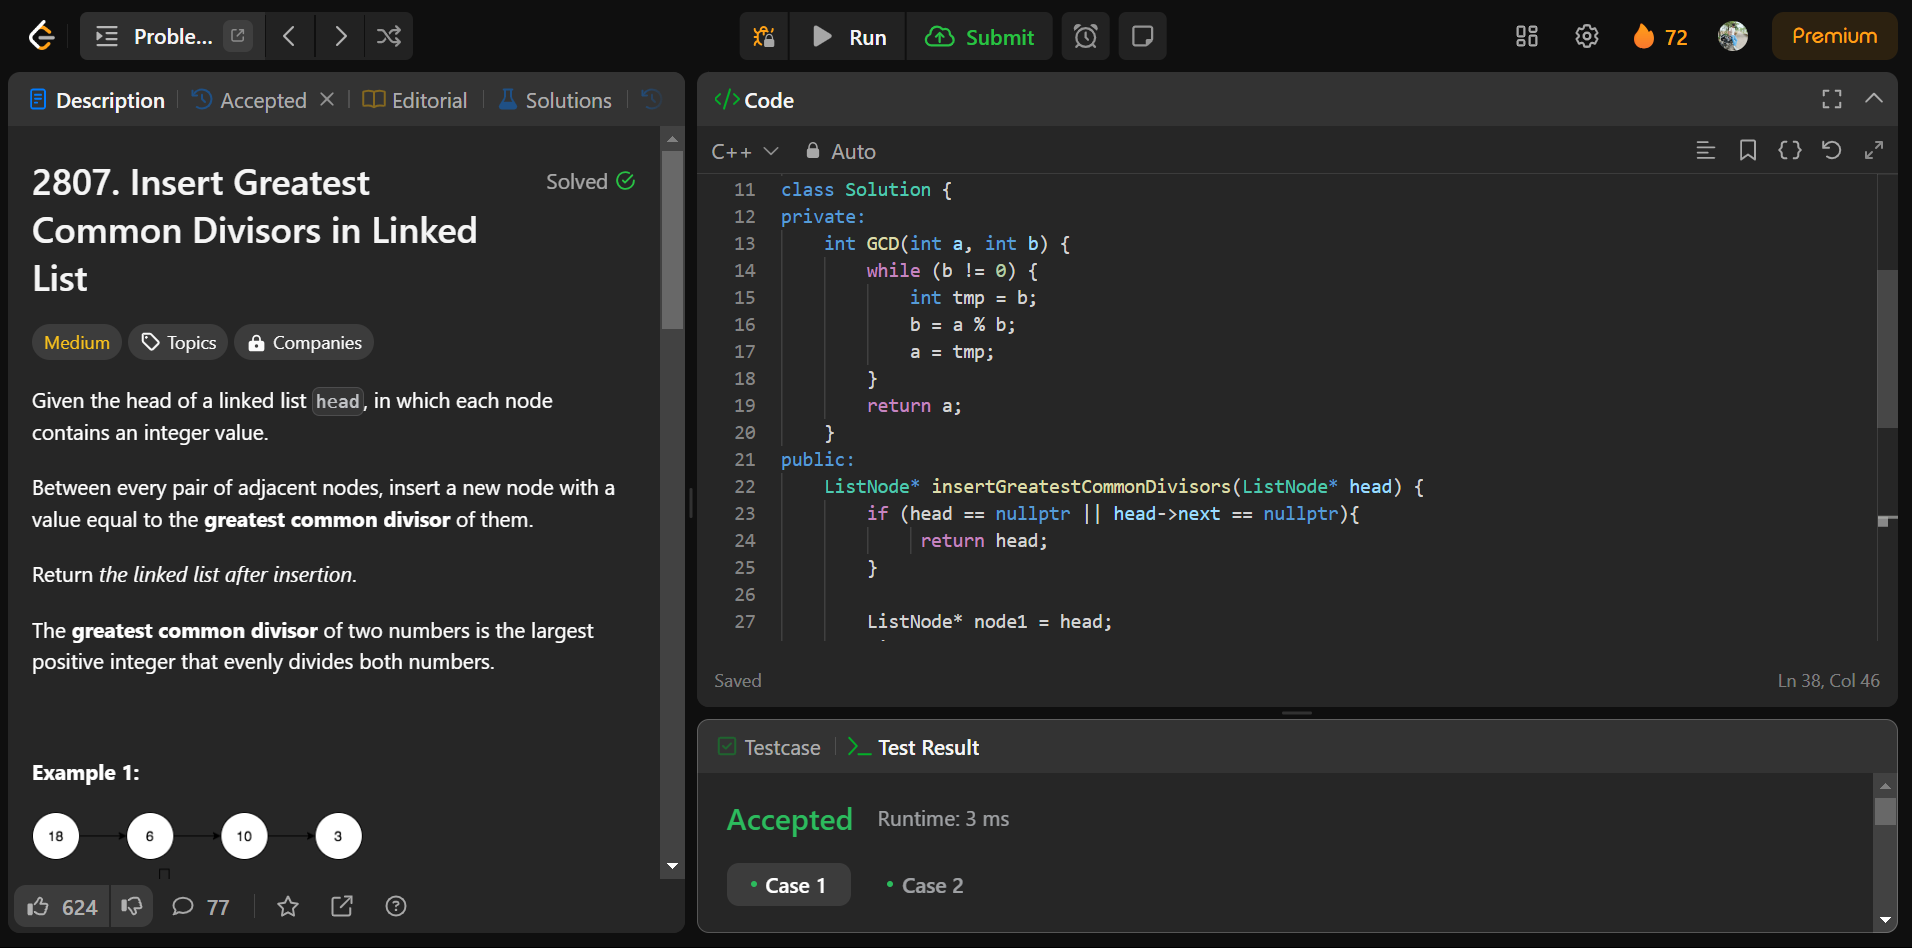 Proble...
Run
Submit
72
Premium
Description
Accepted
Editorial
Solutions
2807. Insert Greatest
Common Divisors in Linked
List
Solved
Medium
Topics
Companies
Given the head of a linked list head, in which each node
contains an integer value.
Between every pair of adjacent nodes, insert a new node with a
value equal to the greatest common divisor of them.
Return the linked list after insertion.
The greatest common divisor of two numbers is the largest
positive integer that evenly divides both numbers.
Example 1:
18 6 10 3
624
77
</> Code
C++
Auto
11 class Solution {
12 private:
13     int GCD(int a, int b) {
14         while (b != 0) {
15             int tmp = b;
16             b = a % b;
17             a = tmp;
18         }
19         return a;
20     }
21 public:
22     ListNode* insertGreatestCommonDivisors(ListNode* head) {
23         if (head == nullptr || head->next == nullptr){
24              return head;
25         }
26
27         ListNode* node1 = head;
Saved
Ln 38, Col 46
Testcase
Test Result
Accepted
Runtime: 3 ms
Case 1
Case 2